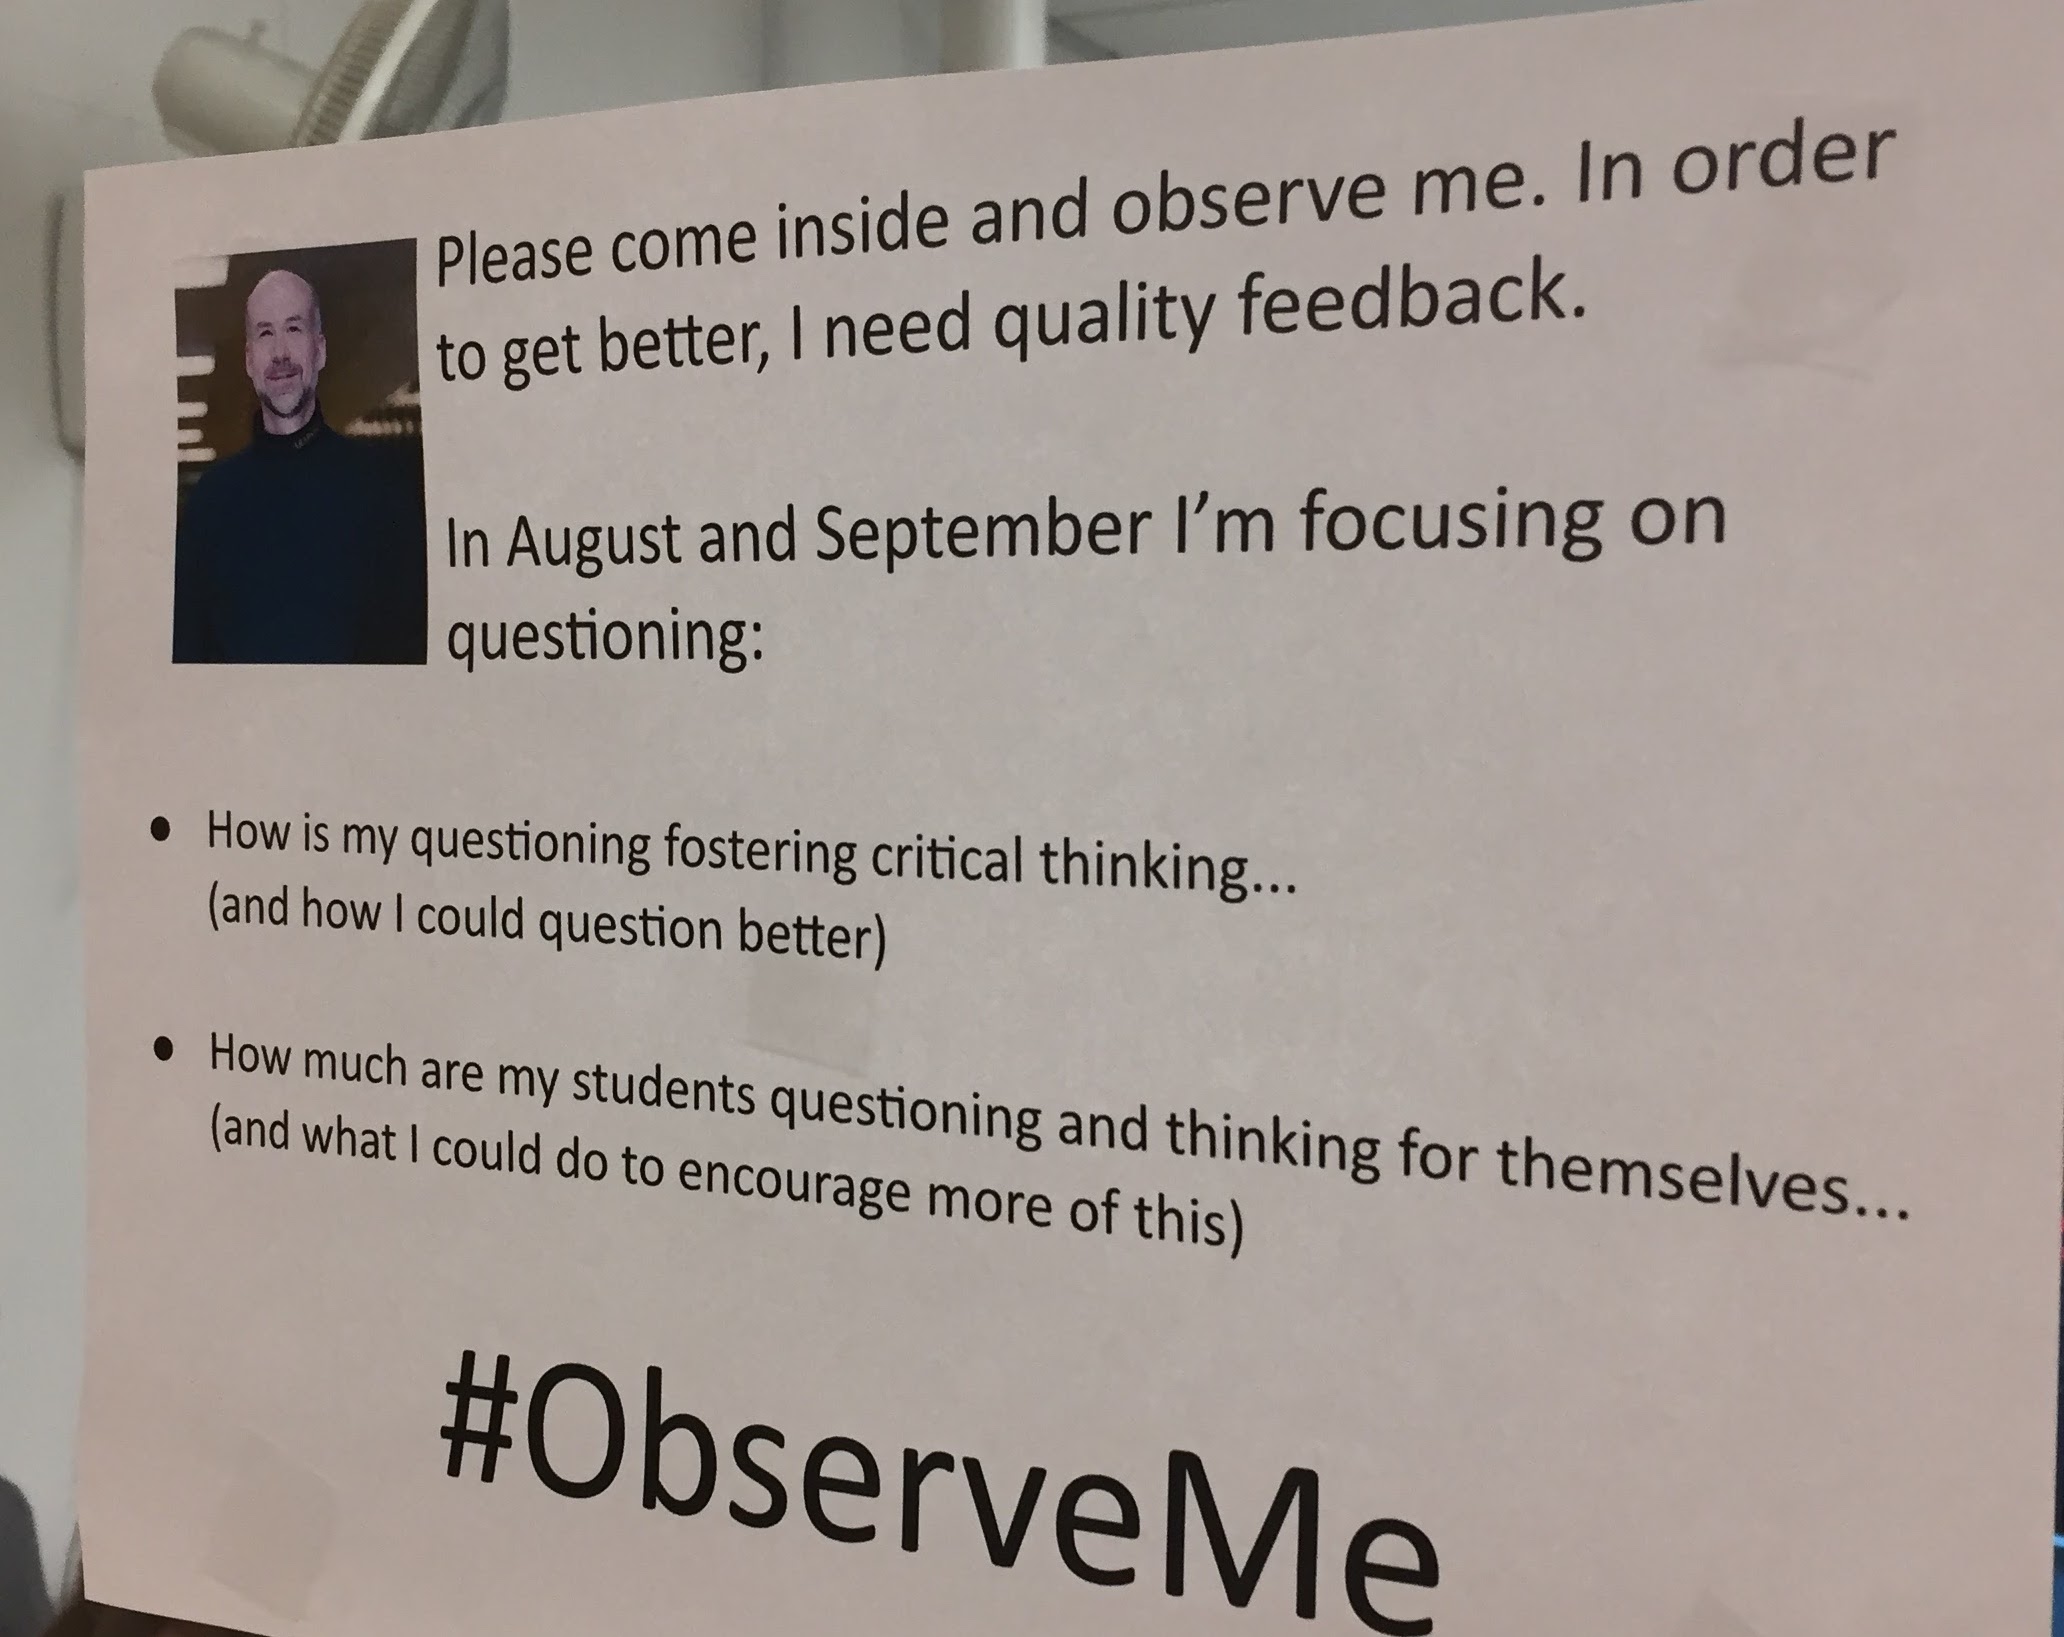 Please come inside and observe me. In order
to get better, I need quality feedback.
In August and September I'm focusing on
questioning:
• How is my questioning fostering critical thinking...
(and how I could question better)
• How much are my students questioning and thinking for themselves...
(and what I could do to encourage more of this)
#ObserveMe